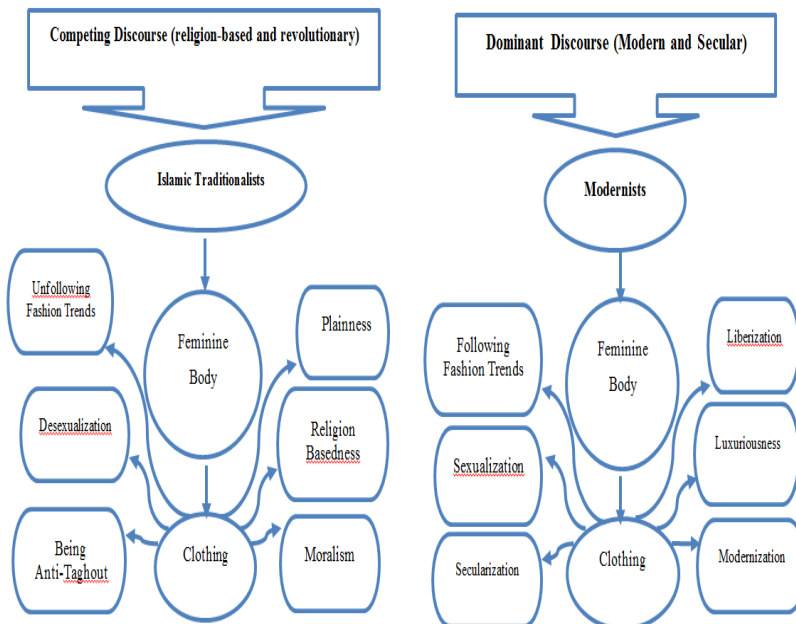 Competing Discourse (religion-based and revolutionary)
Islamic Traditionalists
Unfollowing
Fashion Trends
Feminine
Body
Plainness
Desexualization
Religion
Basedness
Being
Anti-Taghout
Clothing
Moralism
Dominant Discourse (Modern and Secular)
Modernists
Following
Fashion Trends
Feminine
Body
Liberization
Sexualization
Luxuriousness
Secularization
Clothing
Modernization